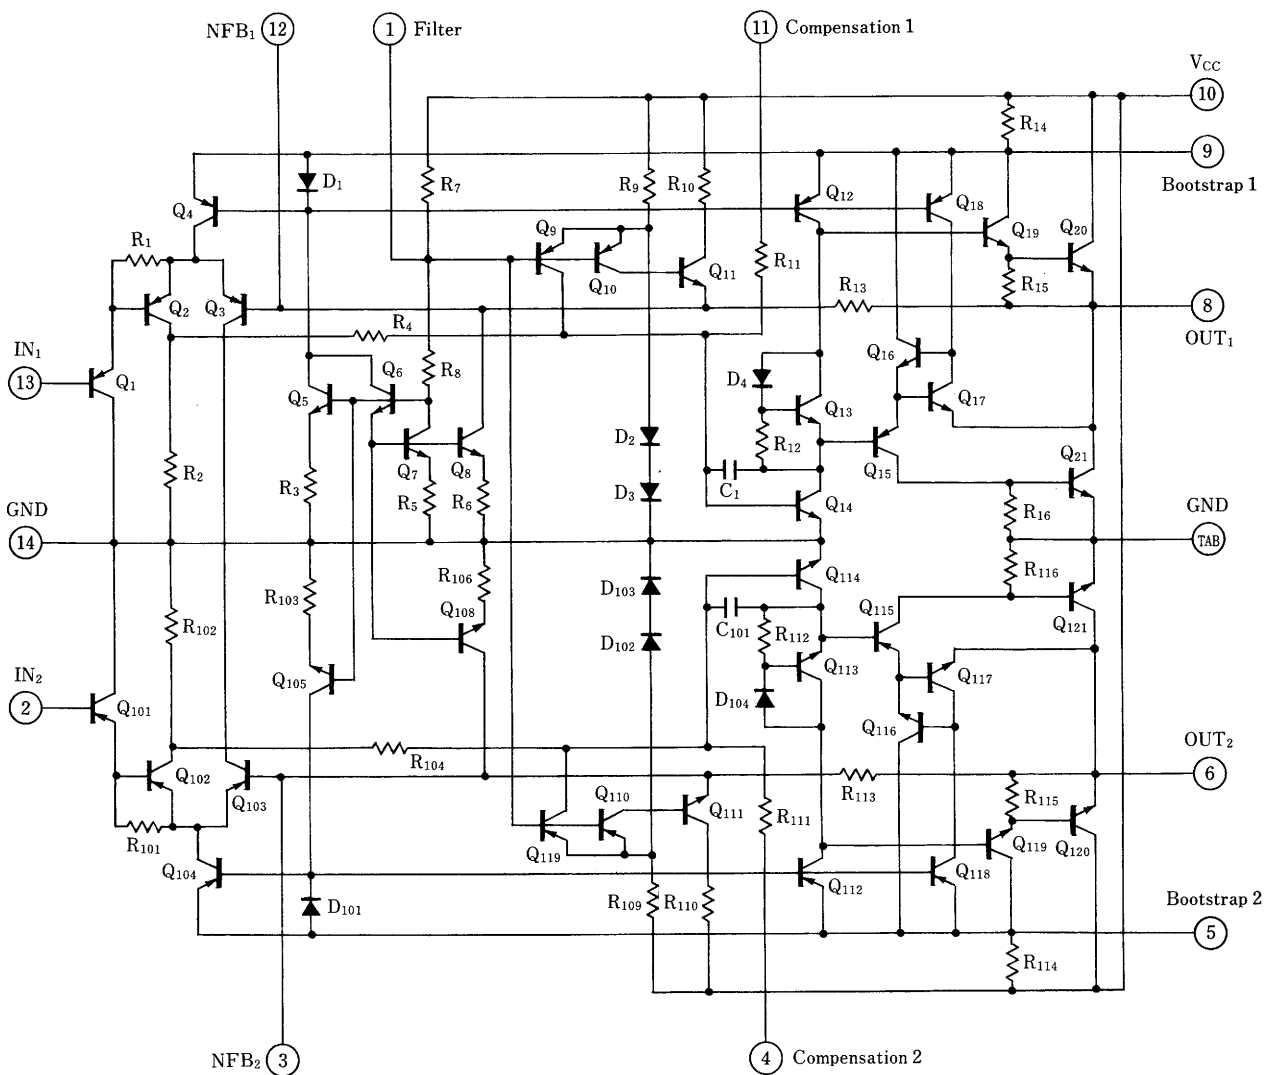 NFB₁ 12
1 Filter
11 Compensation 1
V_CC
10
R₁₄
9
Bootstrap 1
D₁
R₇
R₉
R₁₀
Q₄
Q₁₂
Q₁₈
Q₁₉
Q₂₀
R₁
Q₉
Q₁₀
Q₁₁
R₁₁
R₁₅
Q₂
Q₃
R₁₃
8
OUT₁
R₄
IN₁
13
Q₁
Q₅
Q₆
R₈
D₄
Q₁₃
Q₁₆
Q₁₇
D₂
R₁₂
Q₁₅
Q₂₁
R₂
R₃
Q₇
Q₈
R₅
R₆
D₃
C₁
Q₁₄
R₁₆
GND
14
GND
TAB
R₁₀₃
R₁₀₆
D₁₀₃
Q₁₁₄
R₁₁₆
R₁₀₂
Q₁₀₈
D₁₀₂
C₁₀₁
R₁₁₂
Q₁₁₅
Q₁₂₁
IN₂
2
Q₁₀₁
Q₁₀₅
Q₁₁₃
D₁₀₄
Q₁₁₇
Q₁₁₆
R₁₀₄
OUT₂
6
Q₁₀₂
Q₁₀₃
R₁₁₃
R₁₁₅
R₁₀₁
Q₁₁₀
Q₁₁₁
R₁₁₁
Q₁₁₉
Q₁₁₉
Q₁₂₀
Q₁₀₄
Q₁₁₂
Q₁₁₈
D₁₀₁
R₁₀₉
R₁₁₀
Bootstrap 2
5
R₁₁₄
NFB₂ 3
4 Compensation 2